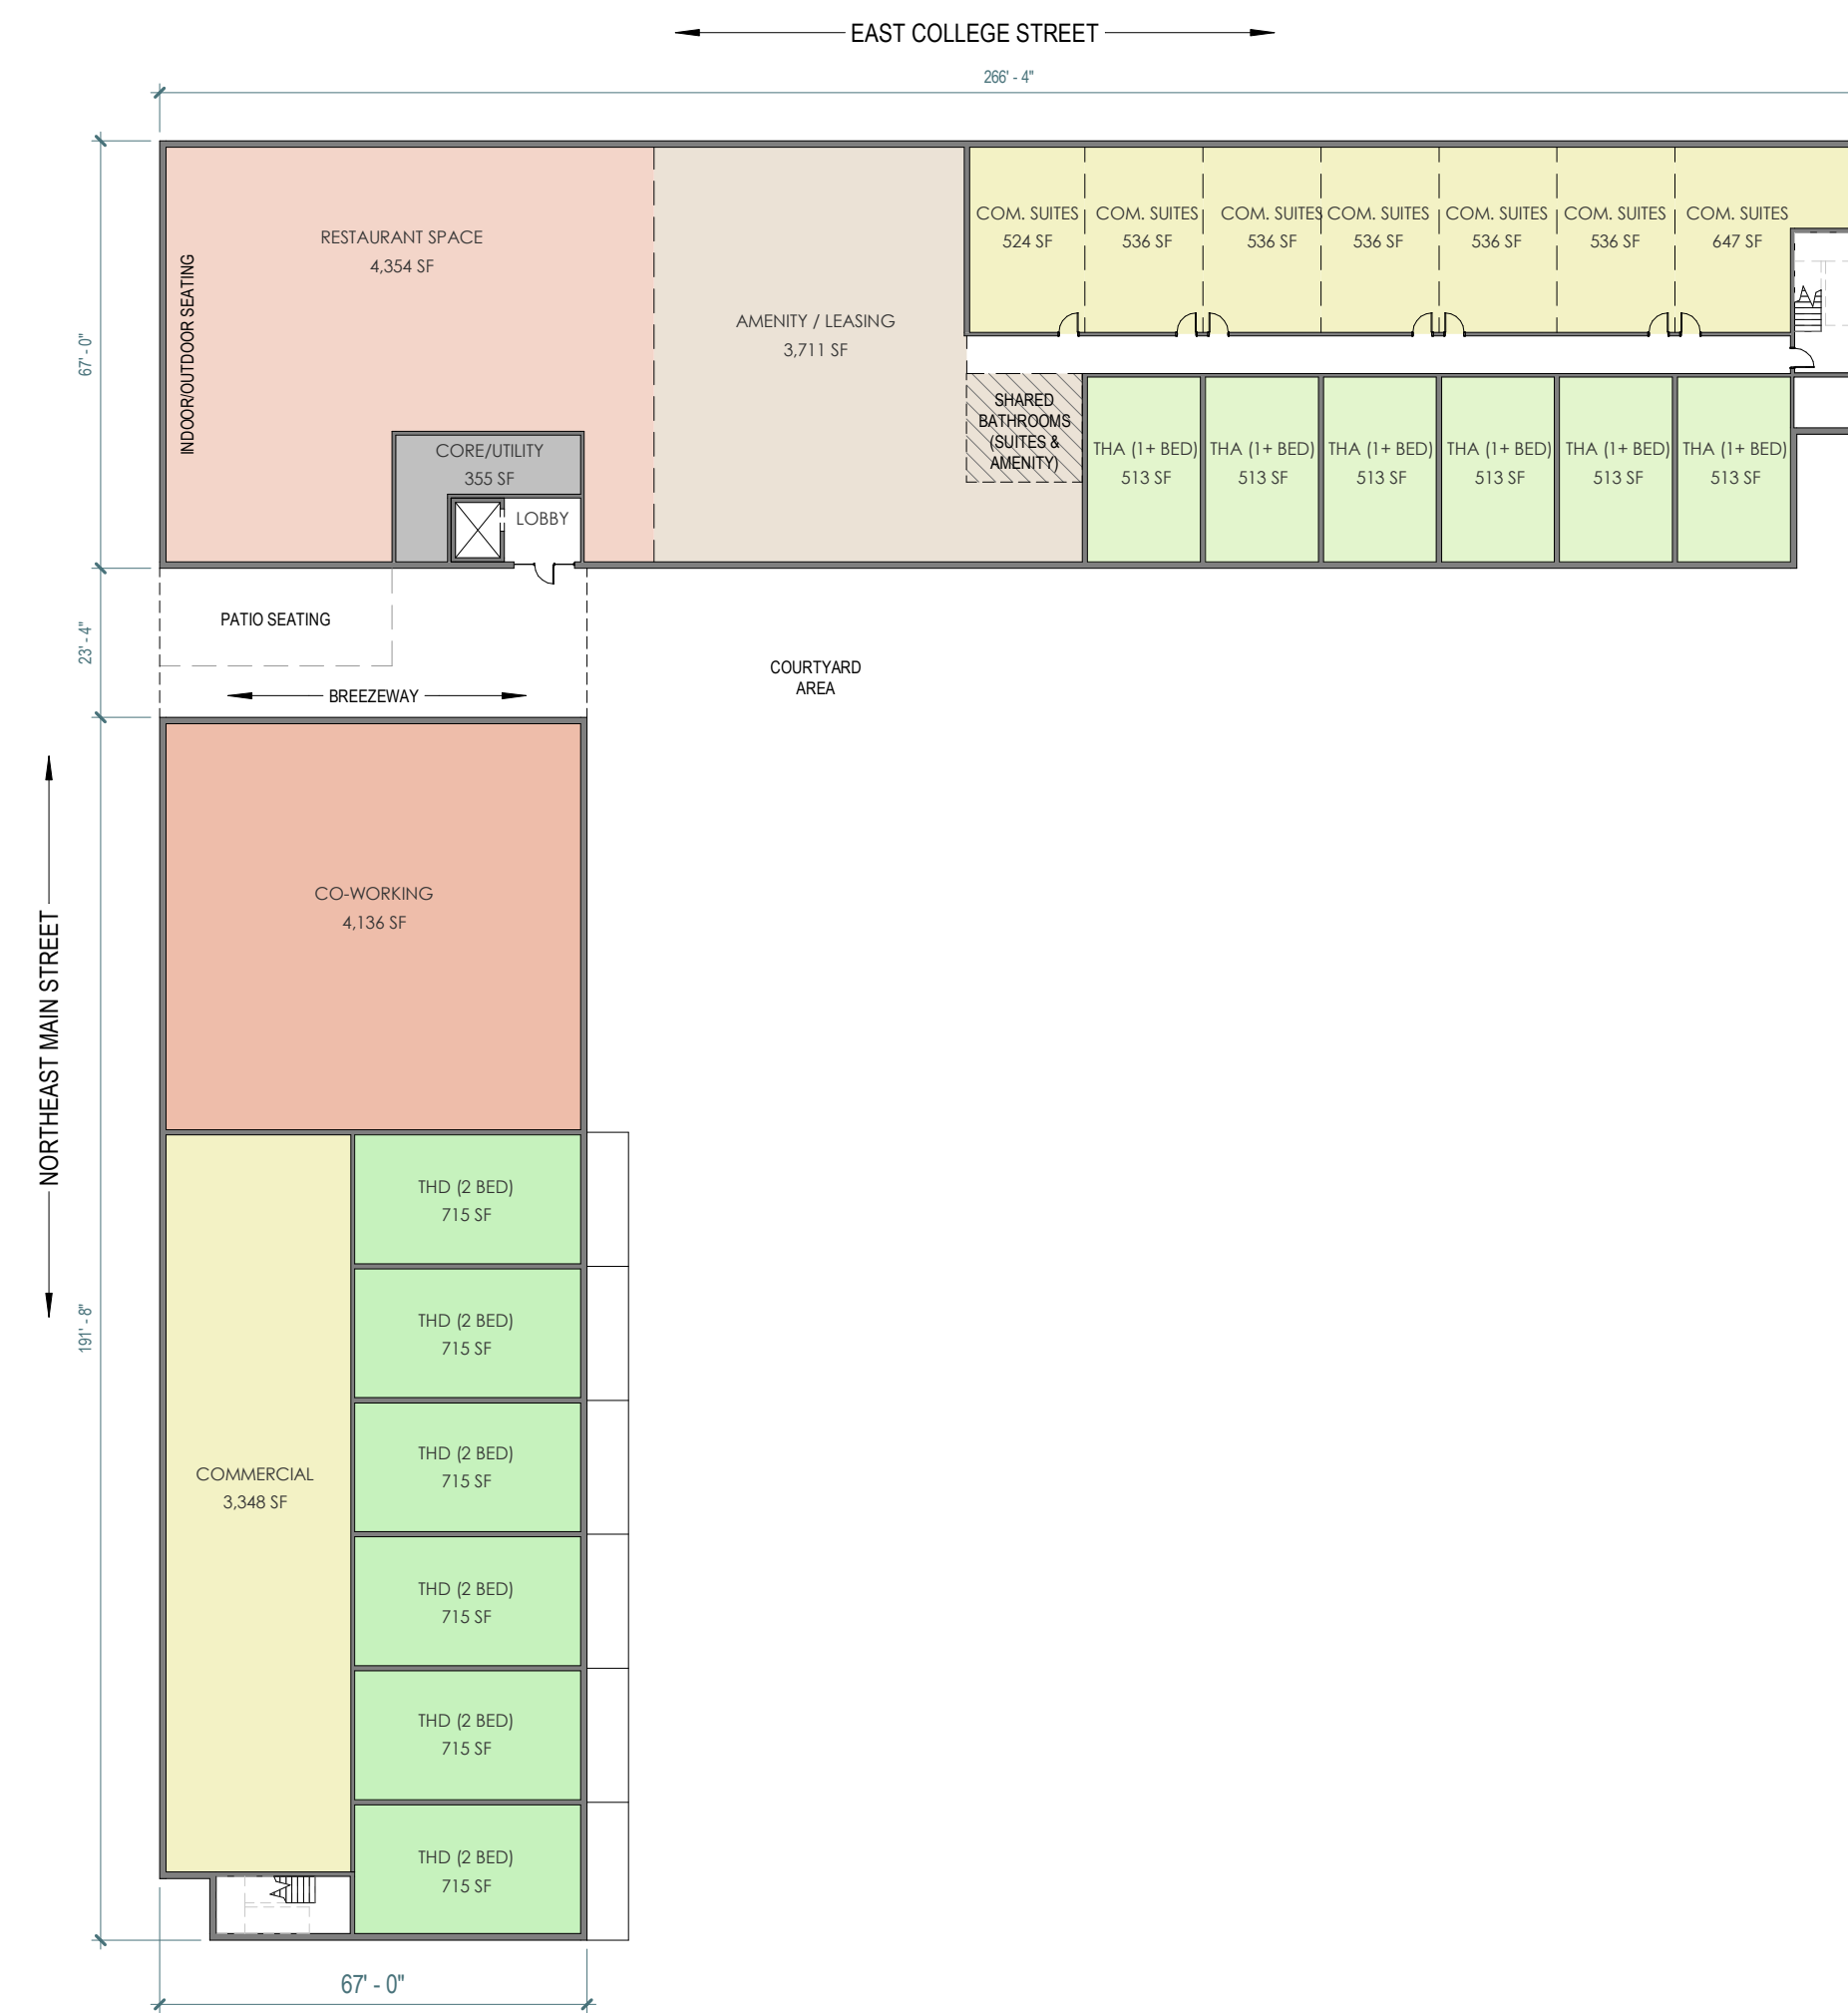 EAST COLLEGE STREET
266' - 4"
67' - 0"
23' - 4"
191' - 8"
NORTHEAST MAIN STREET
INDOOR/OUTDOOR SEATING
RESTAURANT SPACE
4,354 SF
AMENITY / LEASING
3,711 SF
COM. SUITES
524 SF
COM. SUITES
536 SF
COM. SUITES
536 SF
COM. SUITES
536 SF
COM. SUITES
536 SF
COM. SUITES
536 SF
COM. SUITES
647 SF
CORE/UTILITY
355 SF
LOBBY
SHARED
BATHROOMS
(SUITES &
AMENITY)
THA (1+ BED)
513 SF
THA (1+ BED)
513 SF
THA (1+ BED)
513 SF
THA (1+ BED)
513 SF
THA (1+ BED)
513 SF
THA (1+ BED)
513 SF
PATIO SEATING
BREEZEWAY
COURTYARD
AREA
CO-WORKING
4,136 SF
COMMERCIAL
3,348 SF
THD (2 BED)
715 SF
THD (2 BED)
715 SF
THD (2 BED)
715 SF
THD (2 BED)
715 SF
THD (2 BED)
715 SF
THD (2 BED)
715 SF
67' - 0"